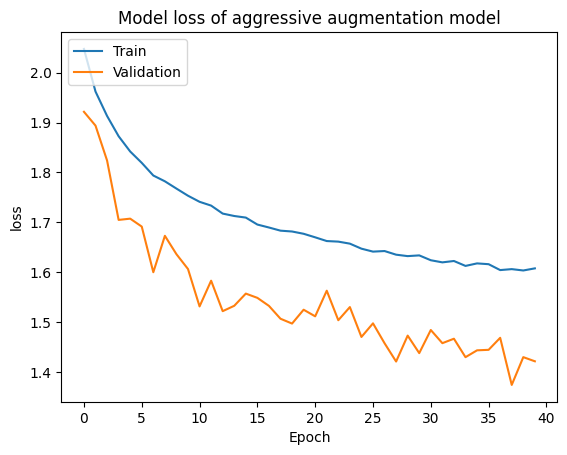 Model loss of aggressive augmentation model
Train
Validation
2.0
1.9
1.8
1.7
1.6
1.5
1.4
loss
0 5 10 15 20 25 30 35 40
Epoch